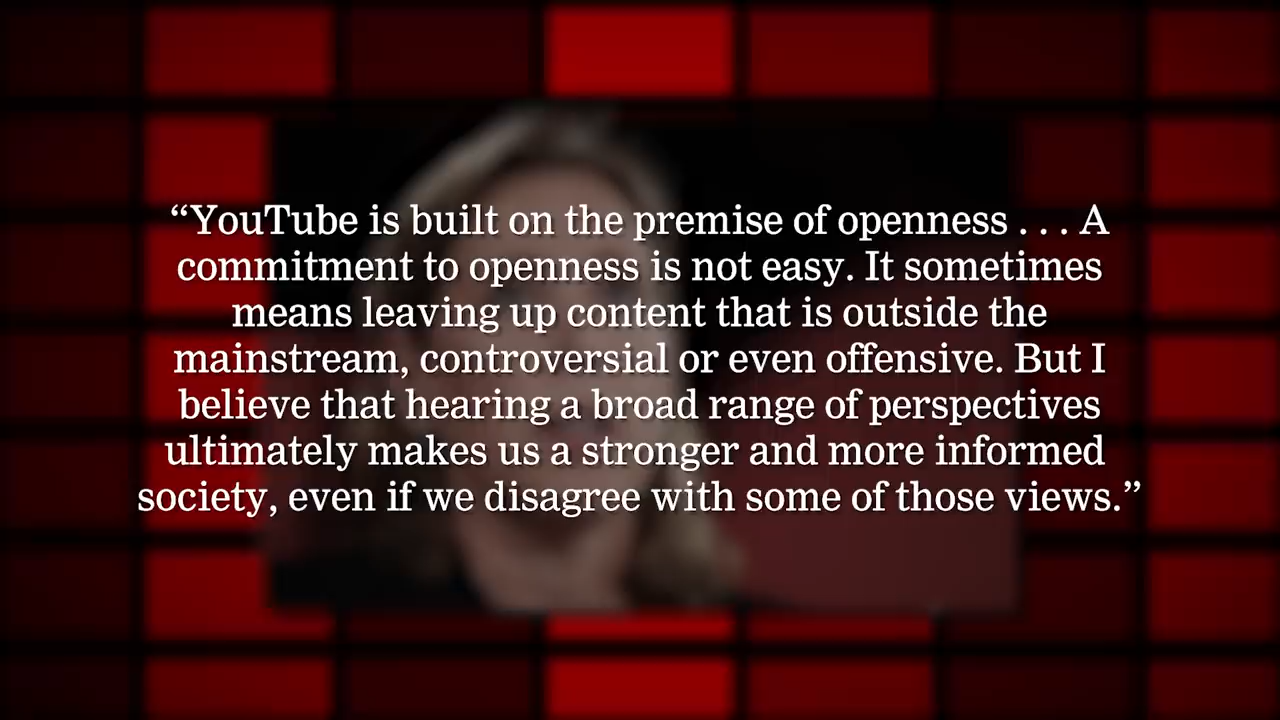 “YouTube is built on the premise of openness . . . A
commitment to openness is not easy. It sometimes
means leaving up content that is outside the
mainstream, controversial or even offensive. But I
believe that hearing a broad range of perspectives
ultimately makes us a stronger and more informed
society, even if we disagree with some of those views.”